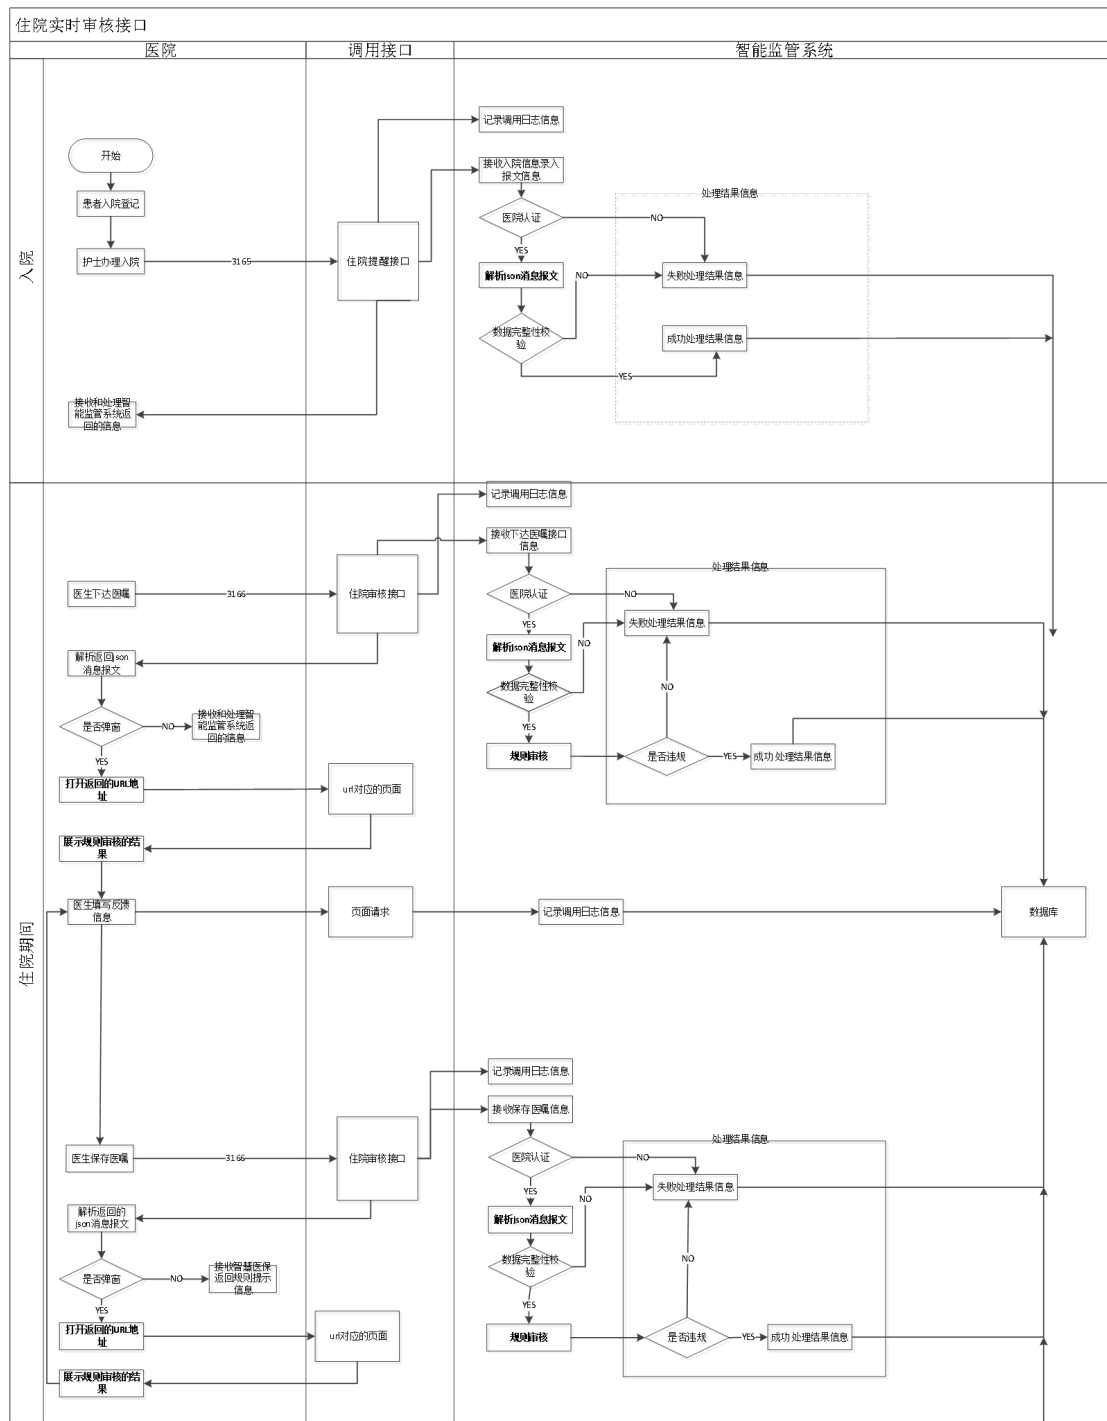 住院实时审核接口
医院
调用接口
智能监管系统
入院
开始
患者入院登记
护士办理入院
3165
住院提醒接口
记录调用日志信息
接收入院信息录入
报文信息
医院认证
NO
YES
解析json消息报文
NO
数据完整性校
验
YES
处理结果信息
失败处理结果信息
成功处理结果信息
接收和处理智
能监管系统返
回的信息
住院期间
记录调用日志信息
接收下达医嘱接口
信息
医生下达医嘱
3166
住院审核接口
医院认证
NO
YES
解析json消息报文
NO
数据完整性校
验
YES
规则审核
处理结果信息
失败处理结果信息
NO
是否违规
YES
成功处理结果信息
解析返回json
消息报文
是否弹窗
NO
接收和处理智
能监管系统返
回的信息
YES
打开返回的URL地
址
url对应的页面
展示规则审核的结
果
医生填写反馈
信息
页面请求
记录调用日志信息
数据库
记录调用日志信息
接收保存医嘱信息
医生保存医嘱
3166
住院审核接口
医院认证
NO
YES
解析json消息报文
NO
数据完整性校
验
YES
规则审核
处理结果信息
失败处理结果信息
NO
是否违规
YES
成功处理结果信息
解析返回的
json消息报文
是否弹窗
NO
接收智慧医保
返回规则提示
信息
YES
打开返回的URL地
址
url对应的页面
展示规则审核的结
果